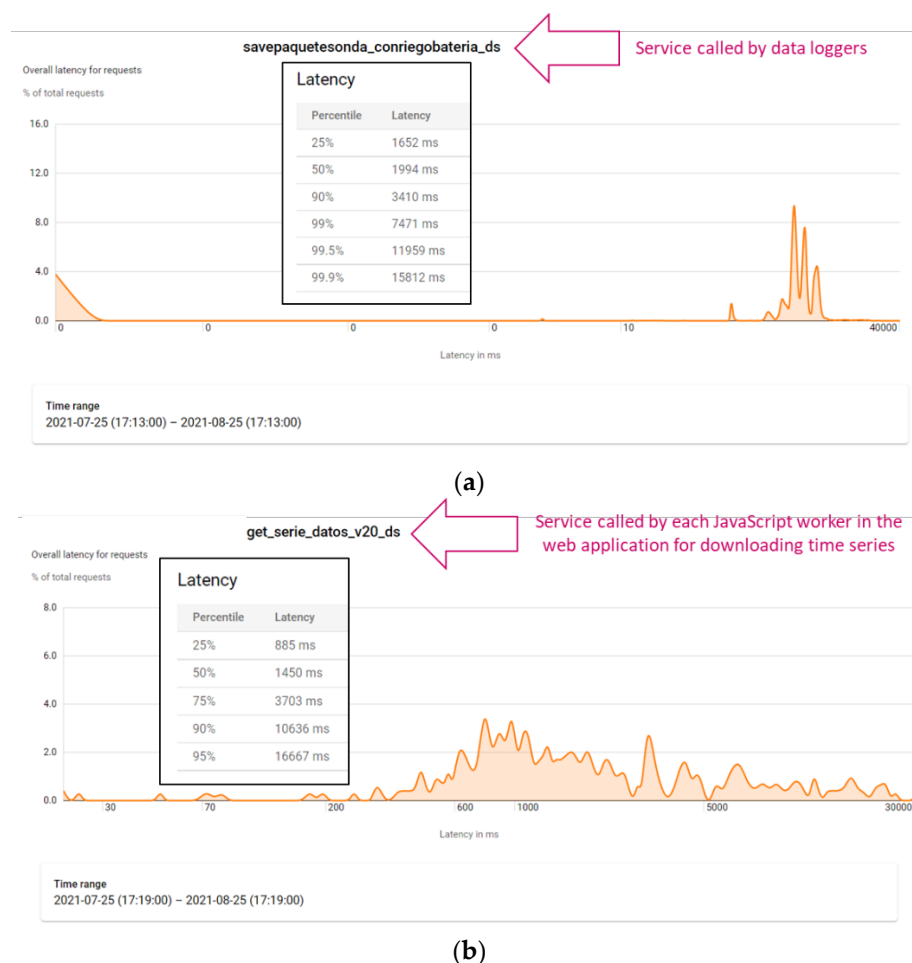 savepaquetesonda_conriegobateria_ds
Service called by data loggers
Overall latency for requests
% of total requests
Latency
Percentile Latency
25% 1652 ms
50% 1994 ms
90% 3410 ms
99% 7471 ms
99.5% 11959 ms
99.9% 15812 ms
16.0
12.0
8.0
4.0
0.0
0 0 0 0 10 40000
Latency in ms
Time range
2021-07-25 (17:13:00) – 2021-08-25 (17:13:00)
(a)
get_serie_datos_v20_ds
Service called by each JavaScript worker in the
web application for downloading time series
Overall latency for requests
% of total requests
Latency
Percentile Latency
25% 885 ms
50% 1450 ms
75% 3703 ms
90% 10636 ms
95% 16667 ms
8.0
6.0
4.0
2.0
0.0
30 70 200 600 1000 5000 30000
Latency in ms
Time range
2021-07-25 (17:19:00) – 2021-08-25 (17:19:00)
(b)